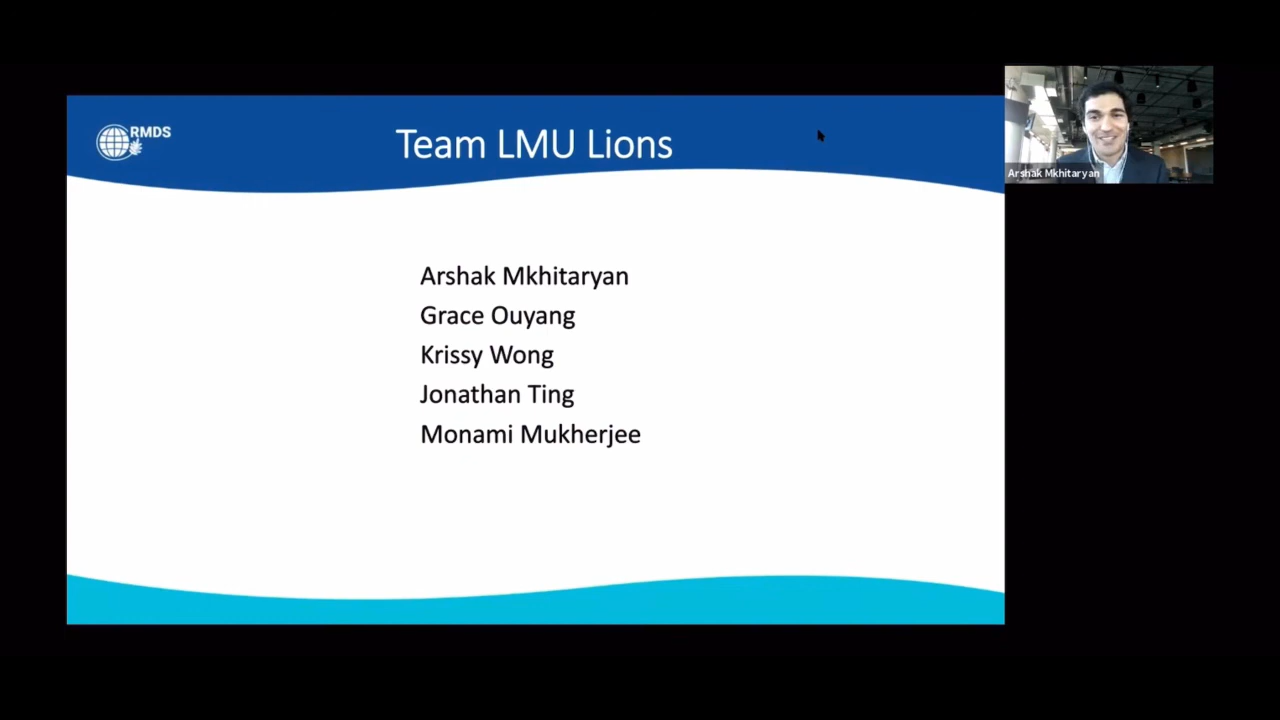 RMDS
Team LMU Lions
Arshak Mkhitaryan
Arshak Mkhitaryan
Grace Ouyang
Krissy Wong
Jonathan Ting
Monami Mukherjee